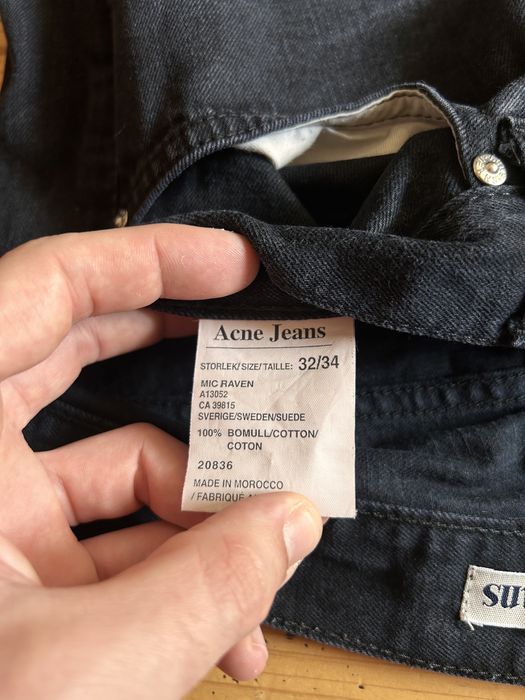 Acne Jeans
STORLEK/SIZE/TAILLE: 32/34
MIC RAVEN
A13052
CA 39815
SVERIGE/SWEDEN/SUEDE
100% BOMULL/COTTON/
COTON
20836
MADE IN MOROCCO
/ FABRIQUÉ